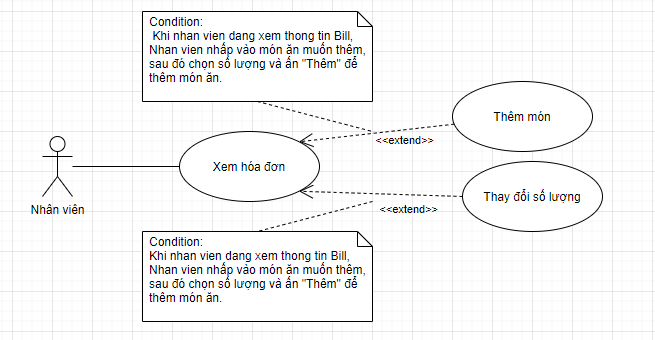 Condition:
Khi nhan vien dang xem thong tin Bill,
Nhan vien nhấp vào món ăn muốn thêm,
sau đó chọn số lượng và ấn "Thêm" để
thêm món ăn.
Thêm món
<<extend>>
Xem hóa đơn
Thay đổi số lượng
<<extend>>
Nhân viên
Condition:
Khi nhan vien dang xem thong tin Bill,
Nhan vien nhấp vào món ăn muốn thêm,
sau đó chọn số lượng và ấn "Thêm" để
thêm món ăn.